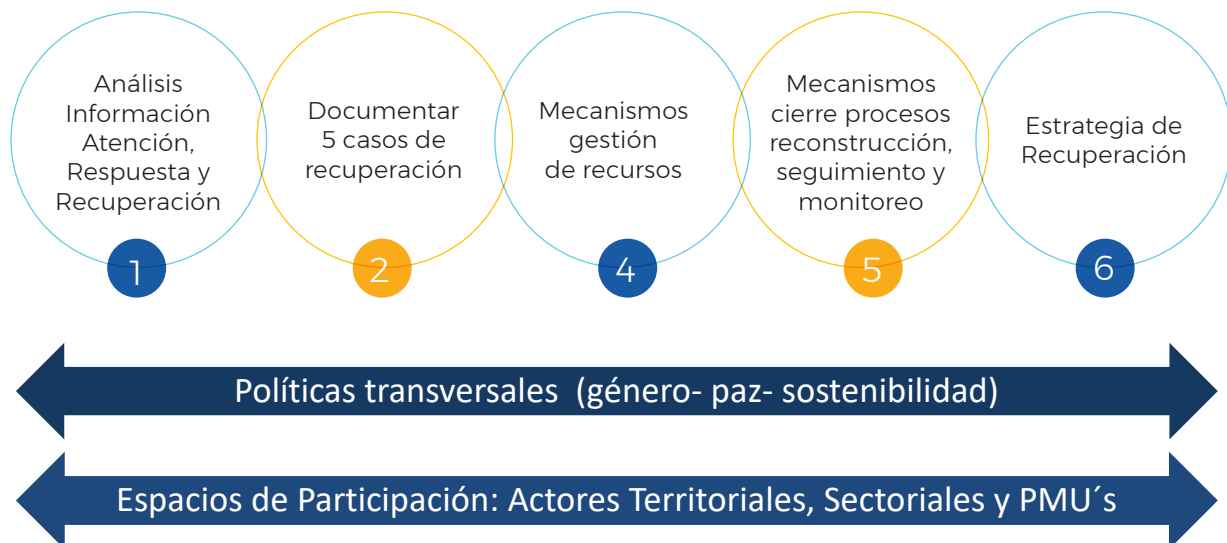 Análisis
Información
Atención,
Respuesta y
Recuperación
1
Documentar
5 casos de
recuperación
2
Mecanismos
gestión
de recursos
4
Mecanismos
cierre procesos
reconstrucción,
seguimiento y
monitoreo
5
Estrategia de
Recuperación
6
Políticas transversales  (género- paz- sostenibilidad)
Espacios de Participación: Actores Territoriales, Sectoriales y PMU´s